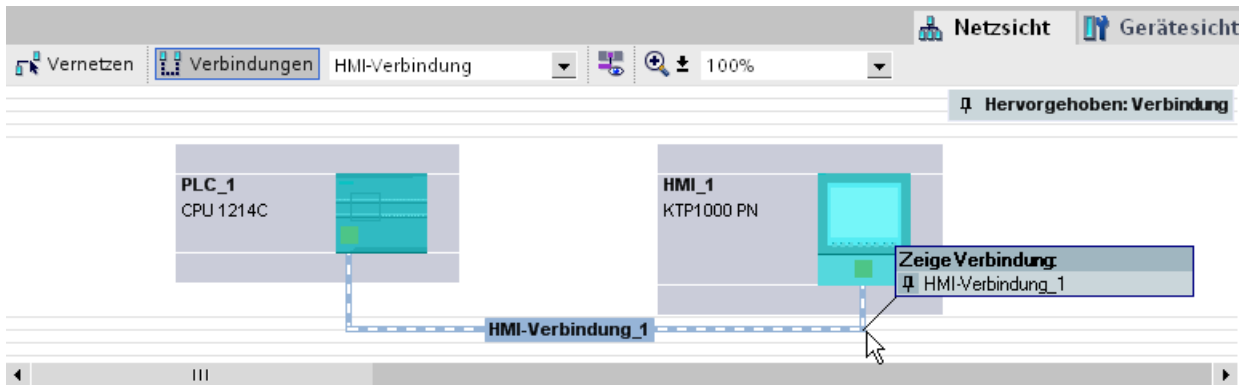 Netzsicht Gerätesicht
Vernetzen Verbindungen HMI-Verbindung 100%
Hervorgehoben: Verbindung
PLC_1
CPU 1214C
HMI_1
KTP1000 PN
Zeige Verbindung:
HMI-Verbindung_1
HMI-Verbindung_1